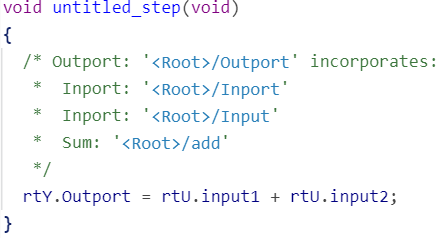 void untitled_step(void)
{
/* Outport: '<Root>/Outport' incorporates:
*  Inport: '<Root>/Inport'
*  Inport: '<Root>/Input'
*  Sum: '<Root>/add'
*/
rtY.Outport = rtU.input1 + rtU.input2;
}